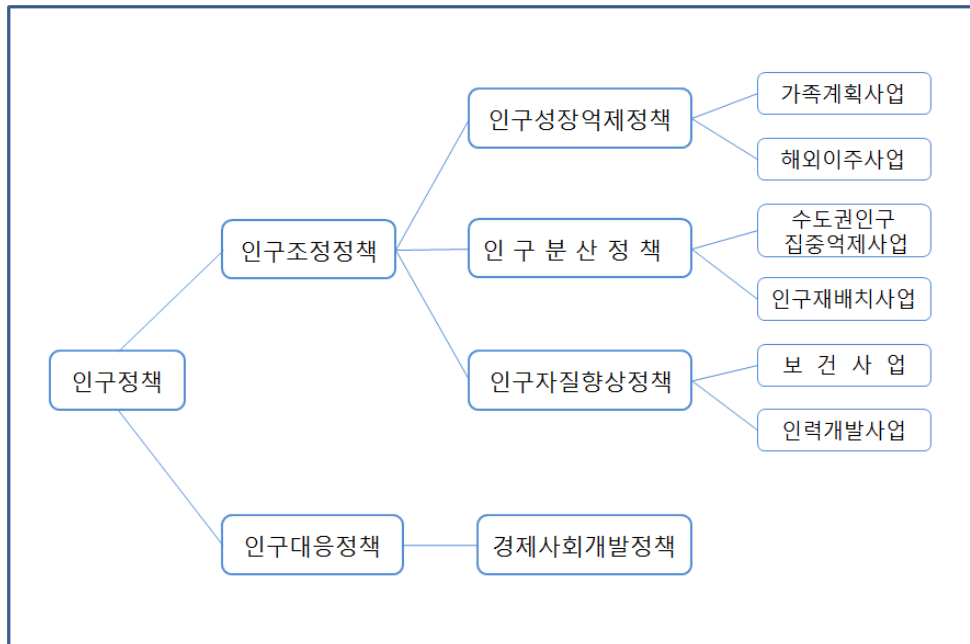 인구정책
인구조정정책
인구성장억제정책
가족계획사업
해외이주사업
인 구 분 산 정 책
수도권인구
집중억제사업
인구재배치사업
인구자질향상정책
보 건 사 업
인력개발사업
인구대응정책
경제사회개발정책